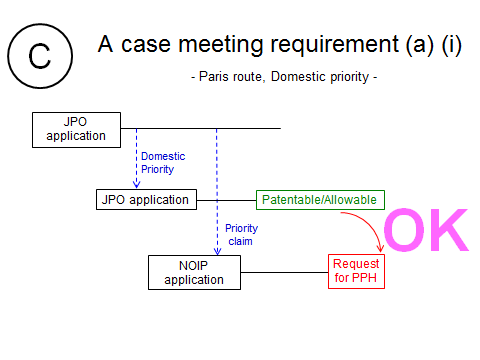 C
A case meeting requirement (a) (i)
- Paris route, Domestic priority -
JPO
application
Domestic
Priority
JPO application
Patentable/Allowable
OK
Priority
claim
NOIP
application
Request
for PPH